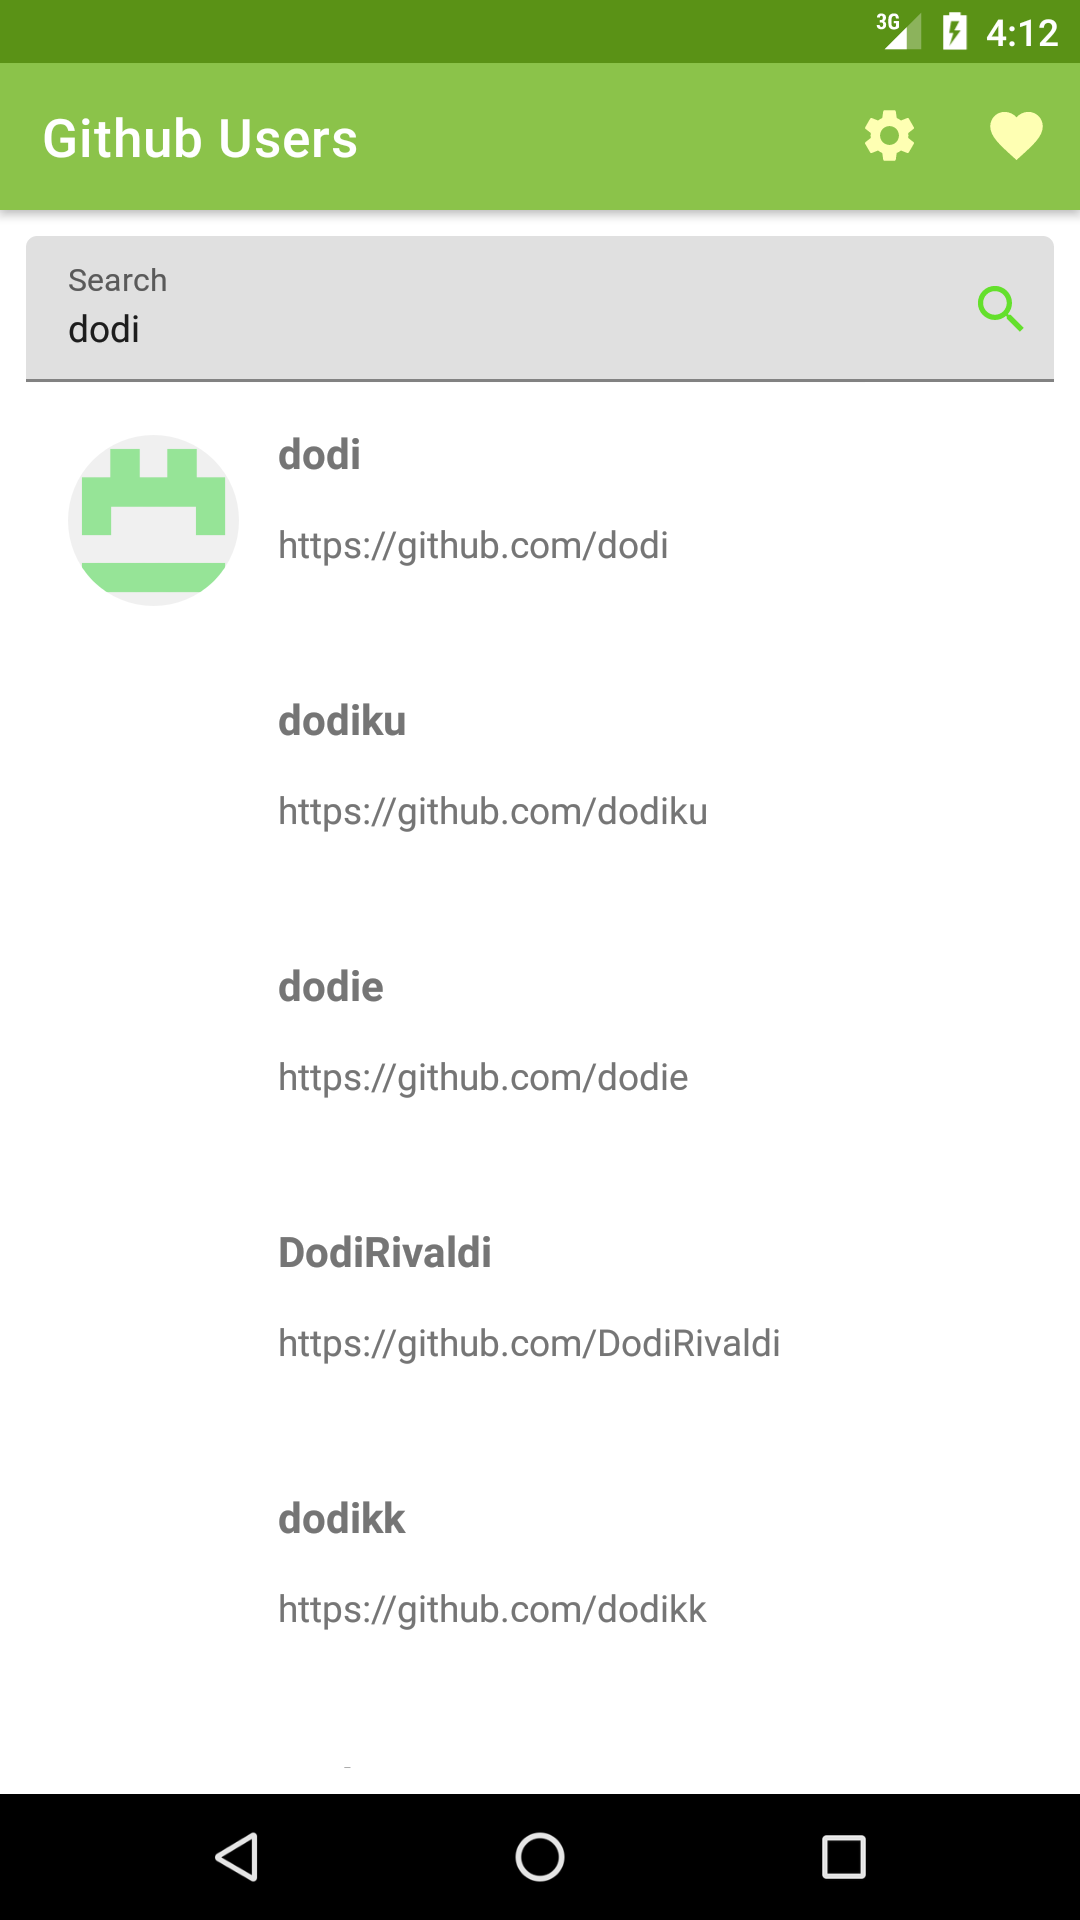 3G 4:12
Github Users
Search
dodi
dodi
https://github.com/dodi
dodiku
https://github.com/dodiku
dodie
https://github.com/dodie
DodiRivaldi
https://github.com/DodiRivaldi
dodikk
https://github.com/dodikk